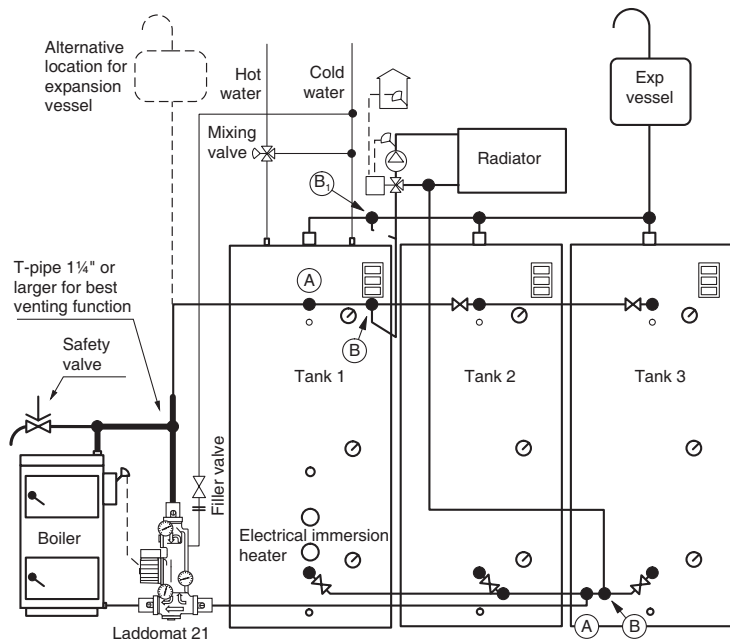 Alternative
location for
expansion
vessel
Hot
water
Cold
water
Exp
vessel
Mixing
valve
Radiator
B1
T-pipe 1¼" or
larger for best
venting function
A
Safety
valve
B
Tank 1
Tank 2
Tank 3
Filler valve
Boiler
Electrical immersion
heater
A
B
Laddomat 21